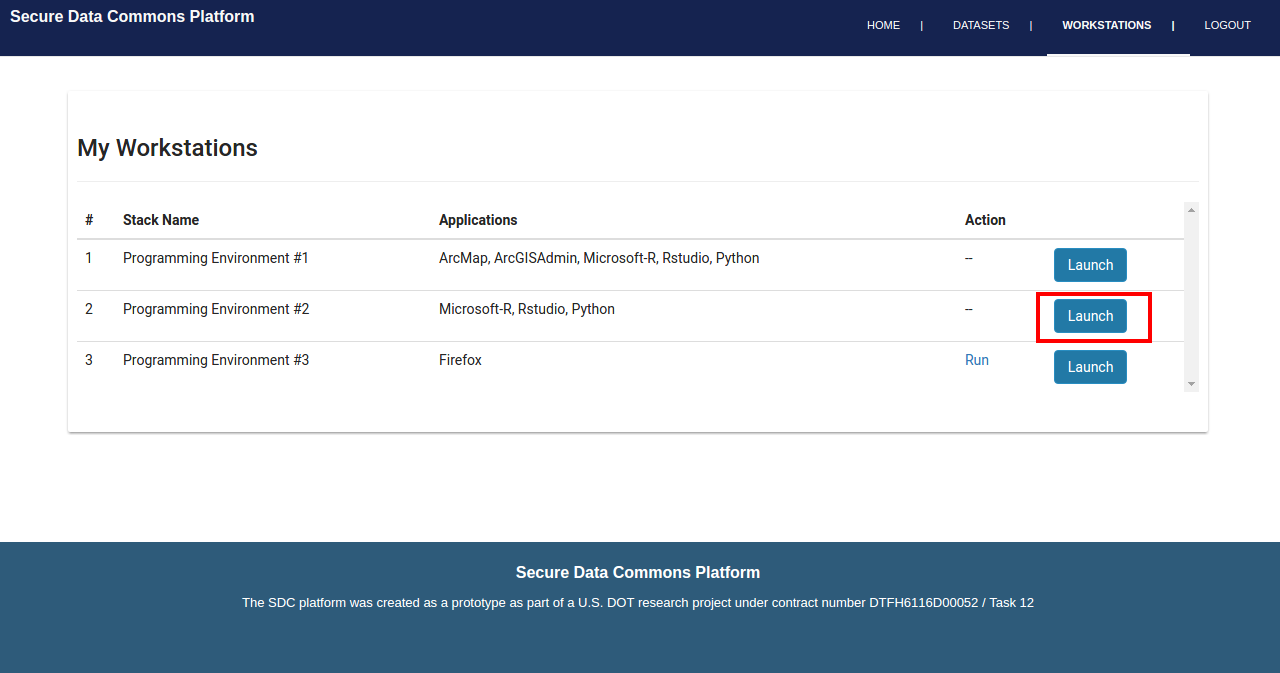 Secure Data Commons Platform
HOME | DATASETS | WORKSTATIONS | LOGOUT
My Workstations
# Stack Name Applications Action
1 Programming Environment #1 ArcMap, ArcGISAdmin, Microsoft-R, Rstudio, Python -- Launch
2 Programming Environment #2 Microsoft-R, Rstudio, Python -- Launch
3 Programming Environment #3 Firefox Run Launch
Secure Data Commons Platform
The SDC platform was created as a prototype as part of a U.S. DOT research project under contract number DTFH6116D00052 / Task 12